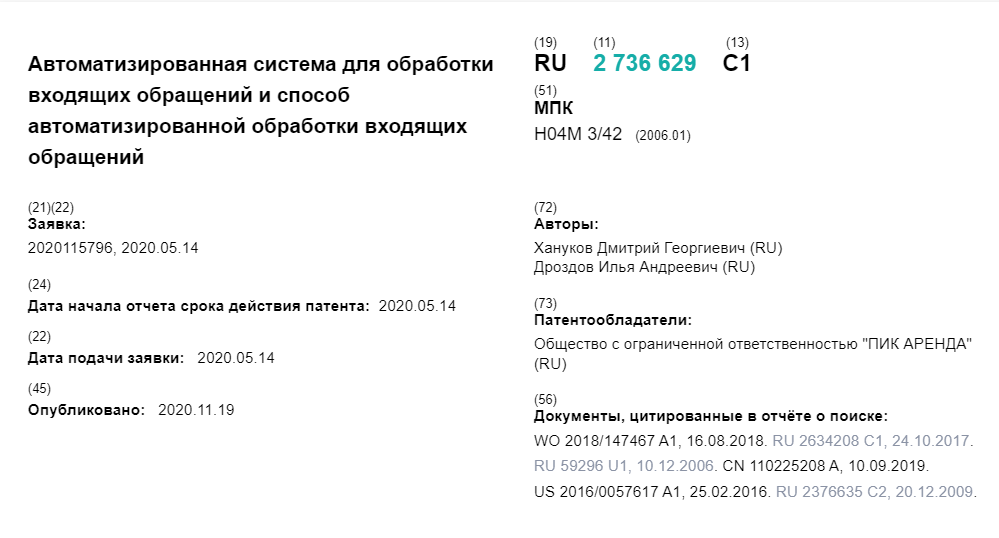 Автоматизированная система для обработки
входящих обращений и способ
автоматизированной обработки входящих
обращений
(19) (11) (13)
RU 2 736 629 C1
(51)
МПК
H04M 3/42 (2006.01)
(21)(22)
Заявка:
2020115796, 2020.05.14
(24)
Дата начала отчета срока действия патента: 2020.05.14
(22)
Дата подачи заявки: 2020.05.14
(45)
Опубликовано: 2020.11.19
(72)
Авторы:
Хануков Дмитрий Георгиевич (RU)
Дроздов Илья Андреевич (RU)
(73)
Патентообладатели:
Общество с ограниченной ответственностью "ПИК АРЕНДА"
(RU)
(56)
Документы, цитированные в отчёте о поиске:
WO 2018/147467 A1, 16.08.2018. RU 2634208 C1, 24.10.2017.
RU 59296 U1, 10.12.2006. CN 110225208 A, 10.09.2019.
US 2016/0057617 A1, 25.02.2016. RU 2376635 C2, 20.12.2009.